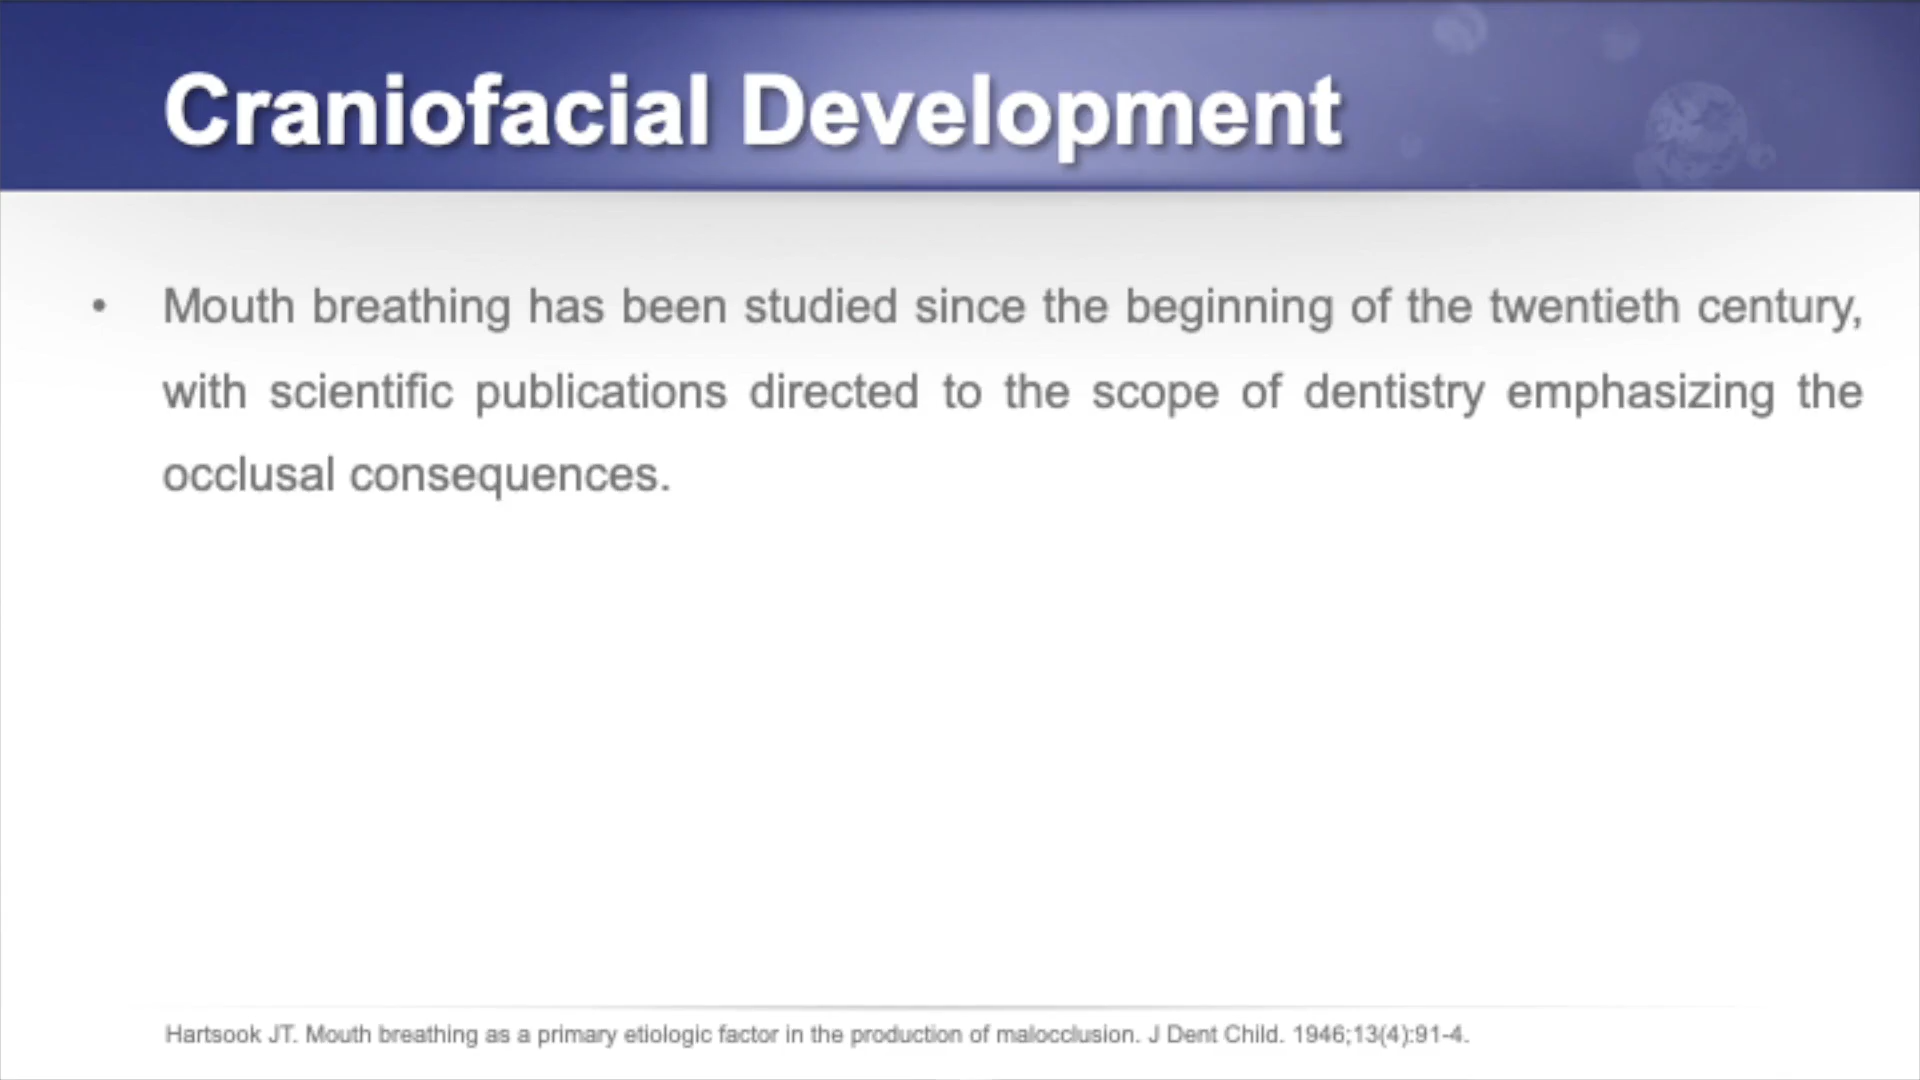 Craniofacial Development
• Mouth breathing has been studied since the beginning of the twentieth century,
with scientific publications directed to the scope of dentistry emphasizing the
occlusal consequences.
Hartsook JT. Mouth breathing as a primary etiologic factor in the production of malocclusion. J Dent Child. 1946;13(4):91-4.